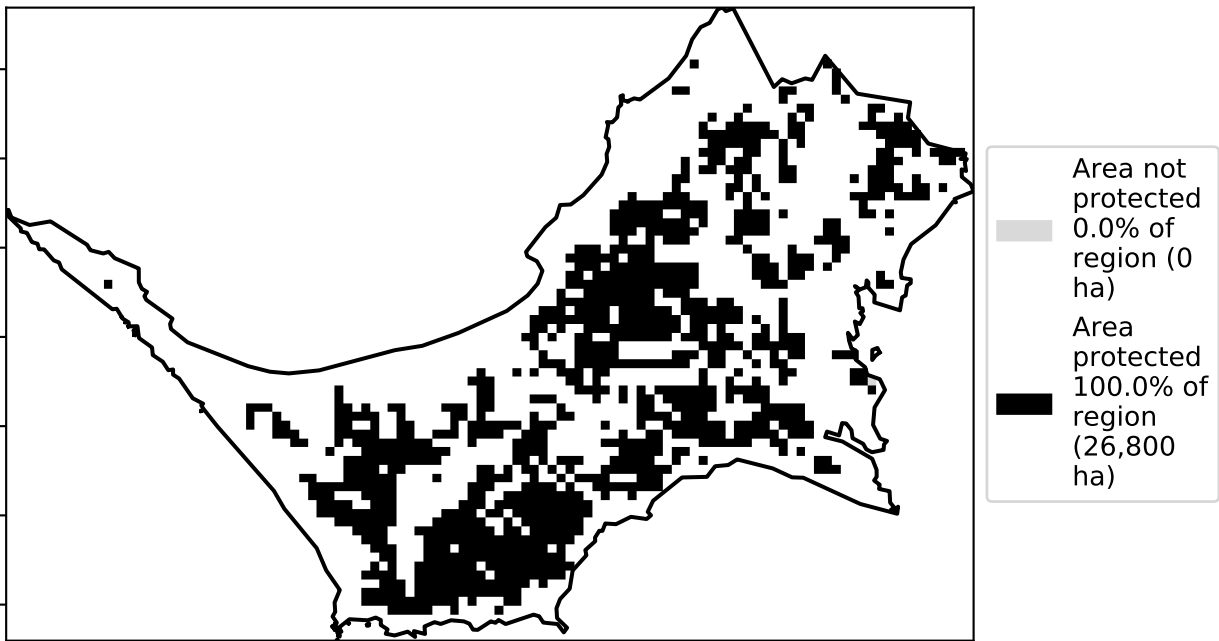 Area not
protected
0.0% of
region (0
ha)
Area
protected
100.0% of
region
(26,800
ha)